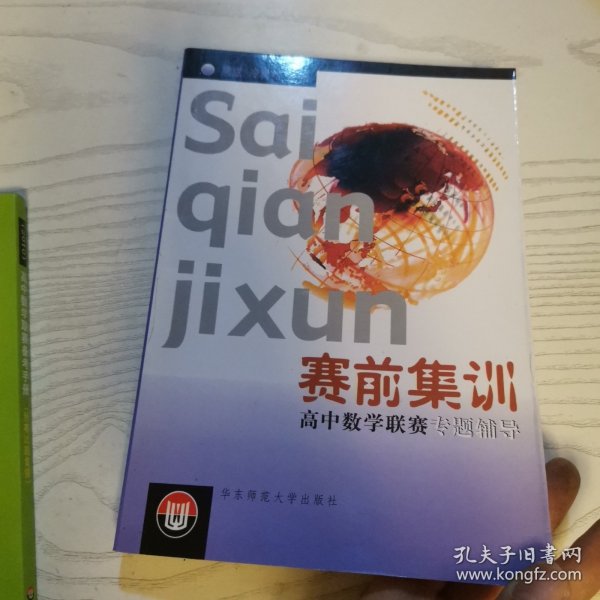 Sai
qian
jixun
赛前集训
高中数学联赛专题辅导
华东师范大学出版社
孔夫子旧书网
www.kongfz.com